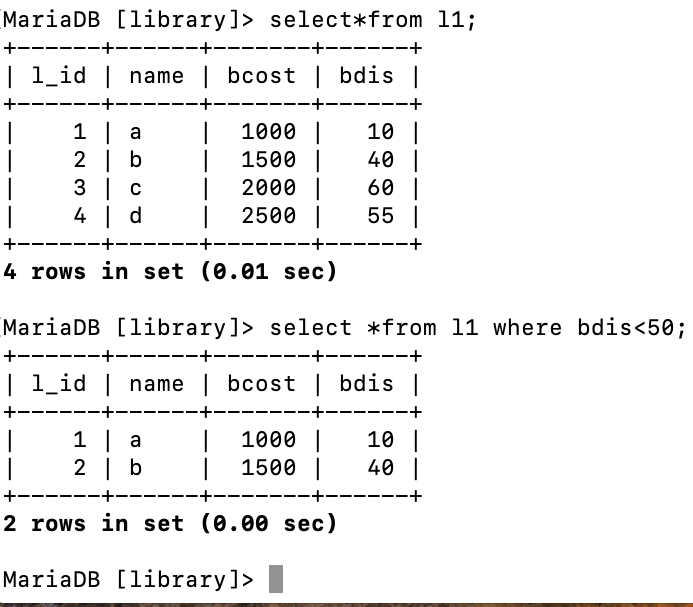 MariaDB [library]> select*from l1;
+------+------+-------+------+
| l_id | name | bcost | bdis |
+------+------+-------+------+
|    1 | a    |  1000 |   10 |
|    2 | b    |  1500 |   40 |
|    3 | c    |  2000 |   60 |
|    4 | d    |  2500 |   55 |
+------+------+-------+------+
4 rows in set (0.01 sec)

MariaDB [library]> select *from l1 where bdis<50;
+------+------+-------+------+
| l_id | name | bcost | bdis |
+------+------+-------+------+
|    1 | a    |  1000 |   10 |
|    2 | b    |  1500 |   40 |
+------+------+-------+------+
2 rows in set (0.00 sec)

MariaDB [library]>